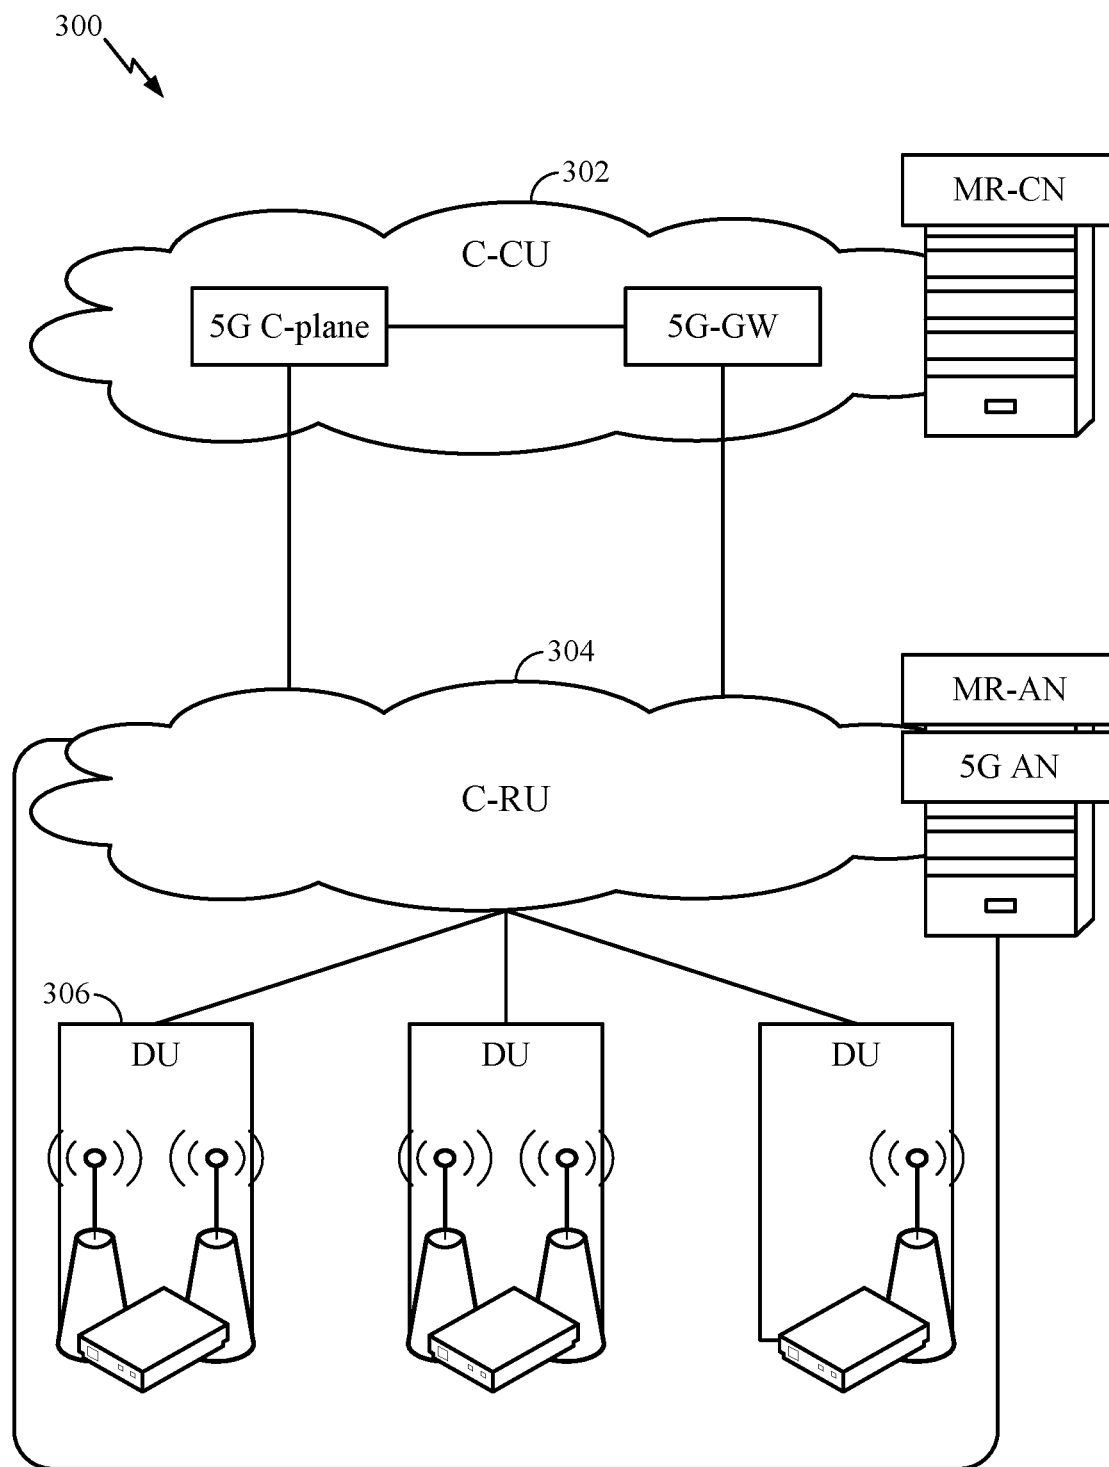 300
302
MR-CN
C-CU
5G C-plane
5G-GW
304
MR-AN
5G AN
C-RU
306
DU
DU
DU